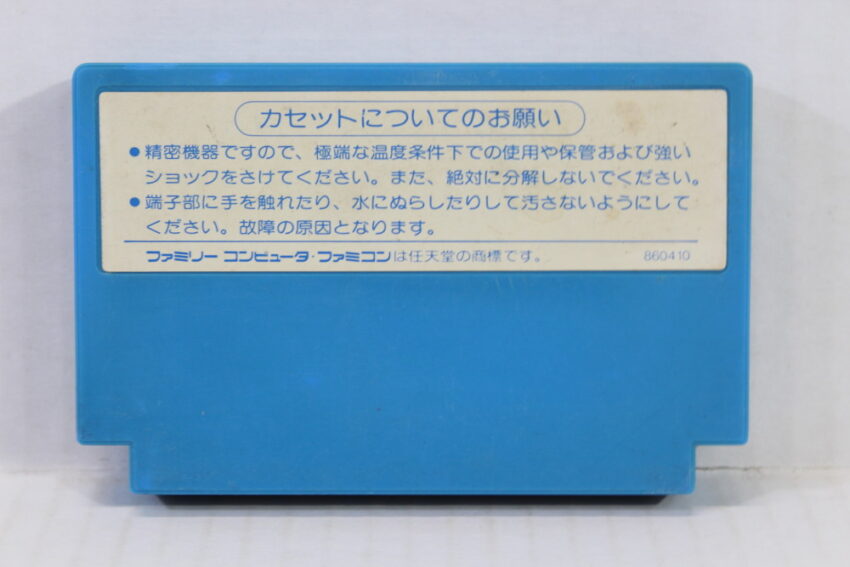 カセットについてのお願い
●精密機器ですので、極端な温度条件下での使用や保管および強い
ショックをさけてください。また、絶対に分解しないでください。
●端子部に手を触れたり、水にぬらしたりして汚さないようにして
ください。故障の原因となります。
ファミリー コンピュータ・ファミコンは任天堂の商標です。 860410